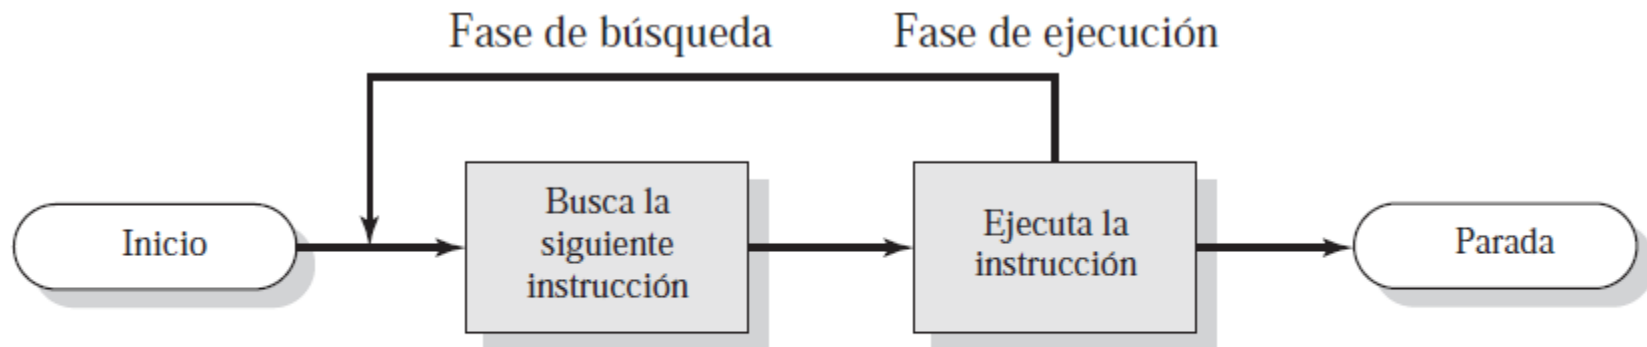 Fase de búsqueda
Fase de ejecución
Inicio
Busca la
siguiente
instrucción
Ejecuta la
instrucción
Parada